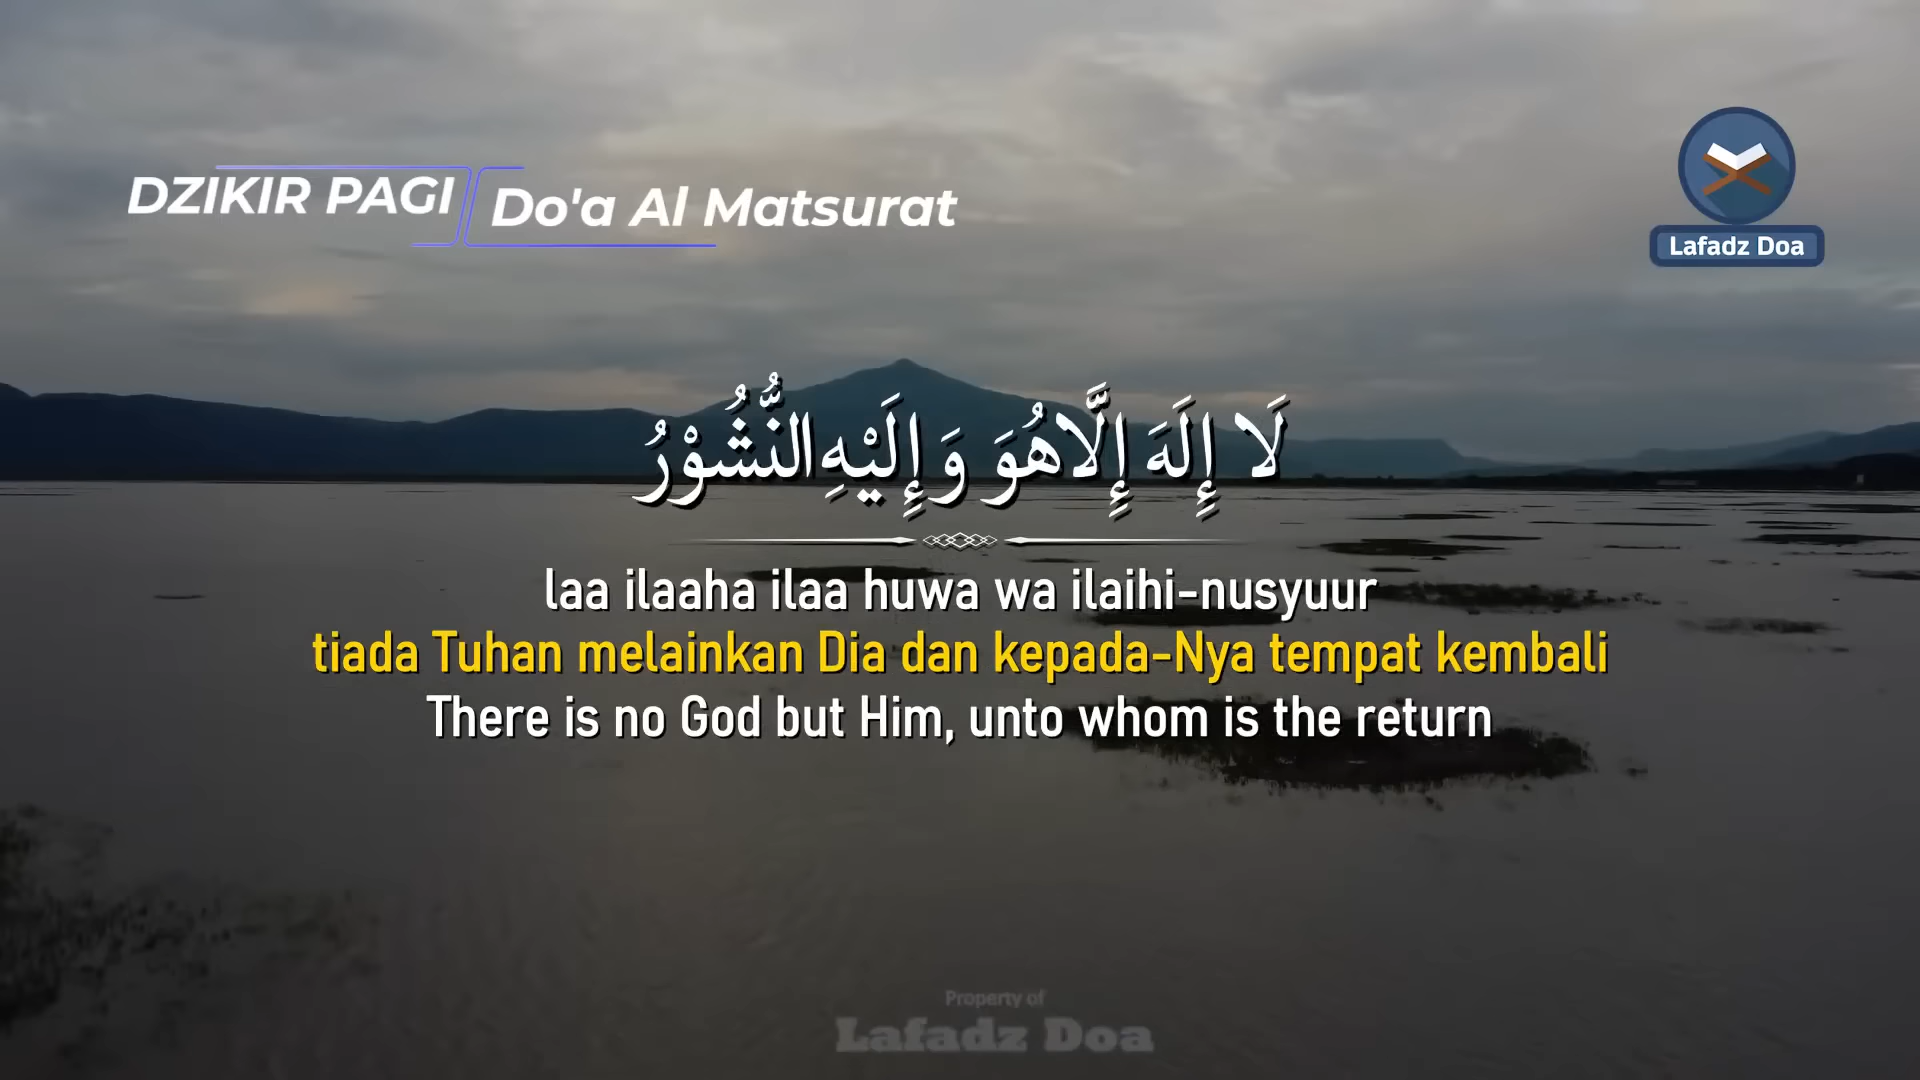 DZIKIR PAGI
Do'a Al Matsurat
Lafadz Doa
لَا إِلَهَ إِلَّا هُوَ وَ إِلَيْهِ النُّشُوْرُ
laa ilaaha ilaa huwa wa ilaihi-nusyuur
tiada Tuhan melainkan Dia dan kepada-Nya tempat kembali
There is no God but Him, unto whom is the return
Property of
Lafadz Doa